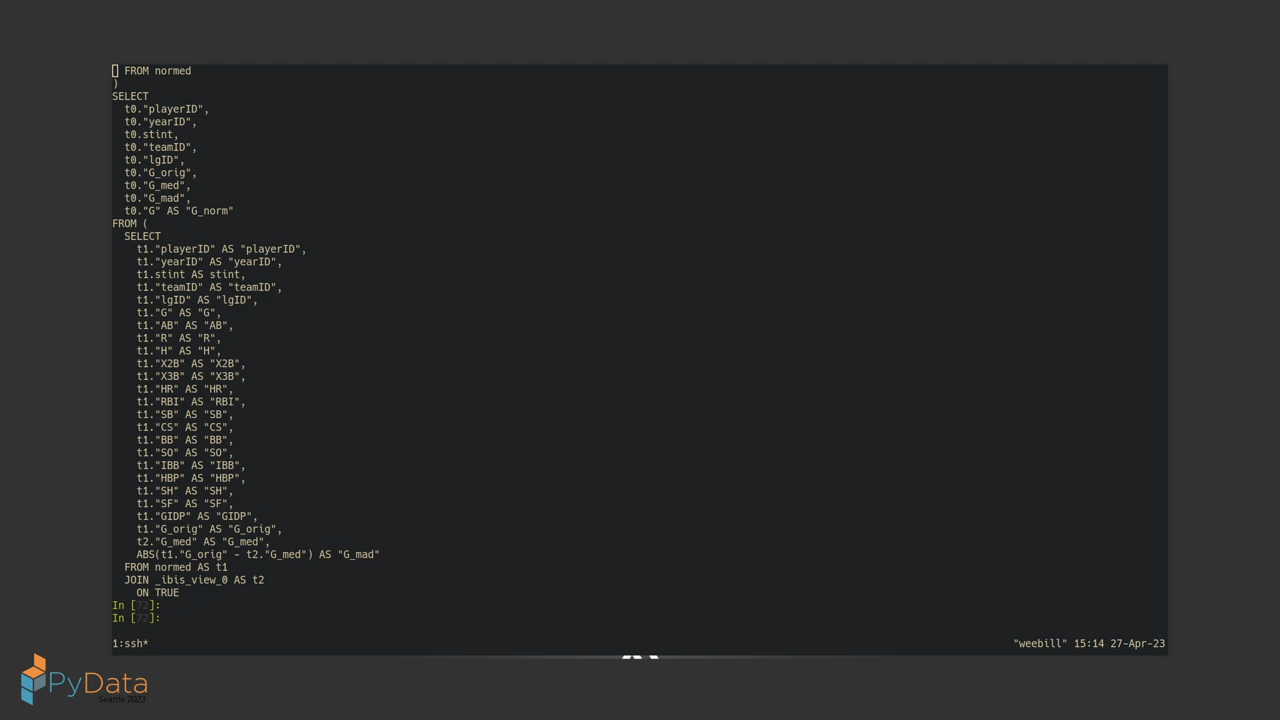 FROM normed
)
SELECT
t0."playerID",
t0."yearID",
t0.stint,
t0."teamID",
t0."lgID",
t0."G_orig",
t0."G_med",
t0."G_mad",
t0."G" AS "G_norm"
FROM (
SELECT
t1."playerID" AS "playerID",
t1."yearID" AS "yearID",
t1.stint AS stint,
t1."teamID" AS "teamID",
t1."lgID" AS "lgID",
t1."G" AS "G",
t1."AB" AS "AB",
t1."R" AS "R",
t1."H" AS "H",
t1."X2B" AS "X2B",
t1."X3B" AS "X3B",
t1."HR" AS "HR",
t1."RBI" AS "RBI",
t1."SB" AS "SB",
t1."CS" AS "CS",
t1."BB" AS "BB",
t1."SO" AS "SO",
t1."IBB" AS "IBB",
t1."HBP" AS "HBP",
t1."SH" AS "SH",
t1."SF" AS "SF",
t1."GIDP" AS "GIDP",
t1."G_orig" AS "G_orig",
t2."G_med" AS "G_med",
ABS(t1."G_orig" - t2."G_med") AS "G_mad"
FROM normed AS t1
JOIN _ibis_view_0 AS t2
ON TRUE
In [72]:
In [72]:
1:ssh* "weebill" 15:14 27-Apr-23
PyData
Seattle 2023